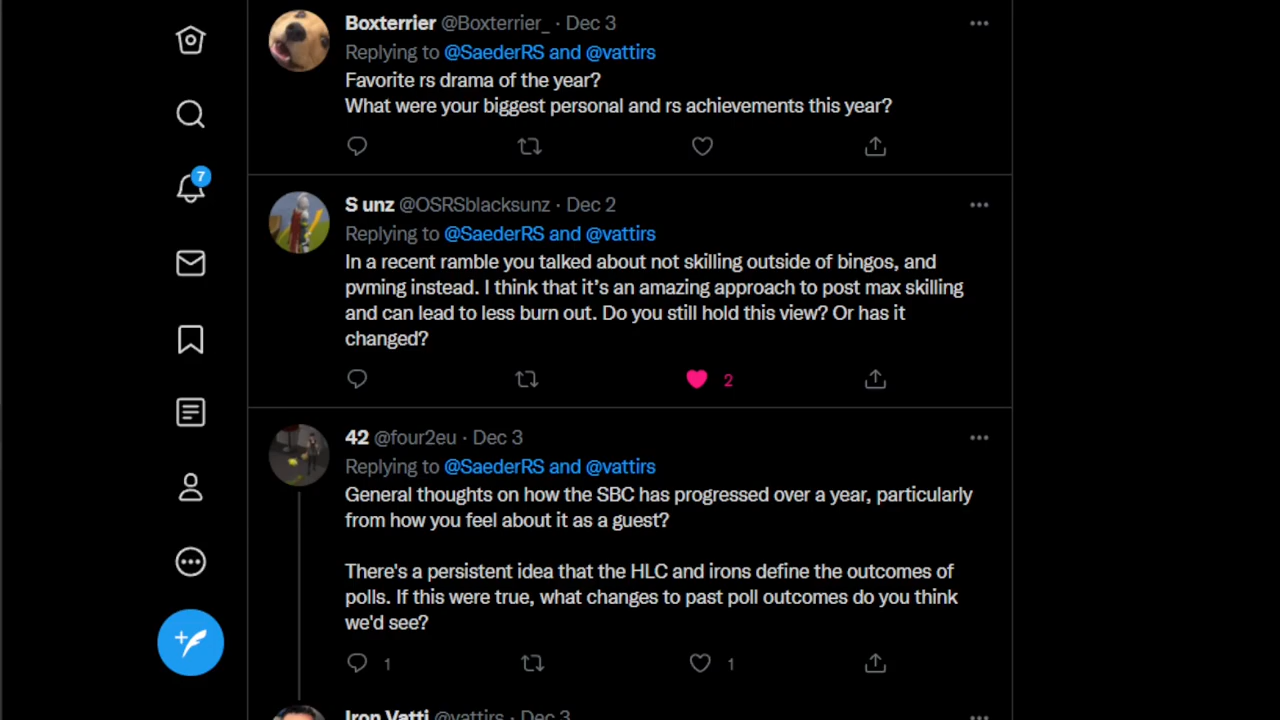 Boxterrier @Boxterrier_ · Dec 3
Replying to @SaederRS and @vattirs
Favorite rs drama of the year?
What were your biggest personal and rs achievements this year?
7
S unz @OSRSblacksunz · Dec 2
Replying to @SaederRS and @vattirs
In a recent ramble you talked about not skilling outside of bingos, and
pvming instead. I think that it’s an amazing approach to post max skilling
and can lead to less burn out. Do you still hold this view? Or has it
changed?
2
42 @four2eu · Dec 3
Replying to @SaederRS and @vattirs
General thoughts on how the SBC has progressed over a year, particularly
from how you feel about it as a guest?
There's a persistent idea that the HLC and irons define the outcomes of
polls. If this were true, what changes to past poll outcomes do you think
we'd see?
1 1
Iron Vatti @vattirs · Dec 3